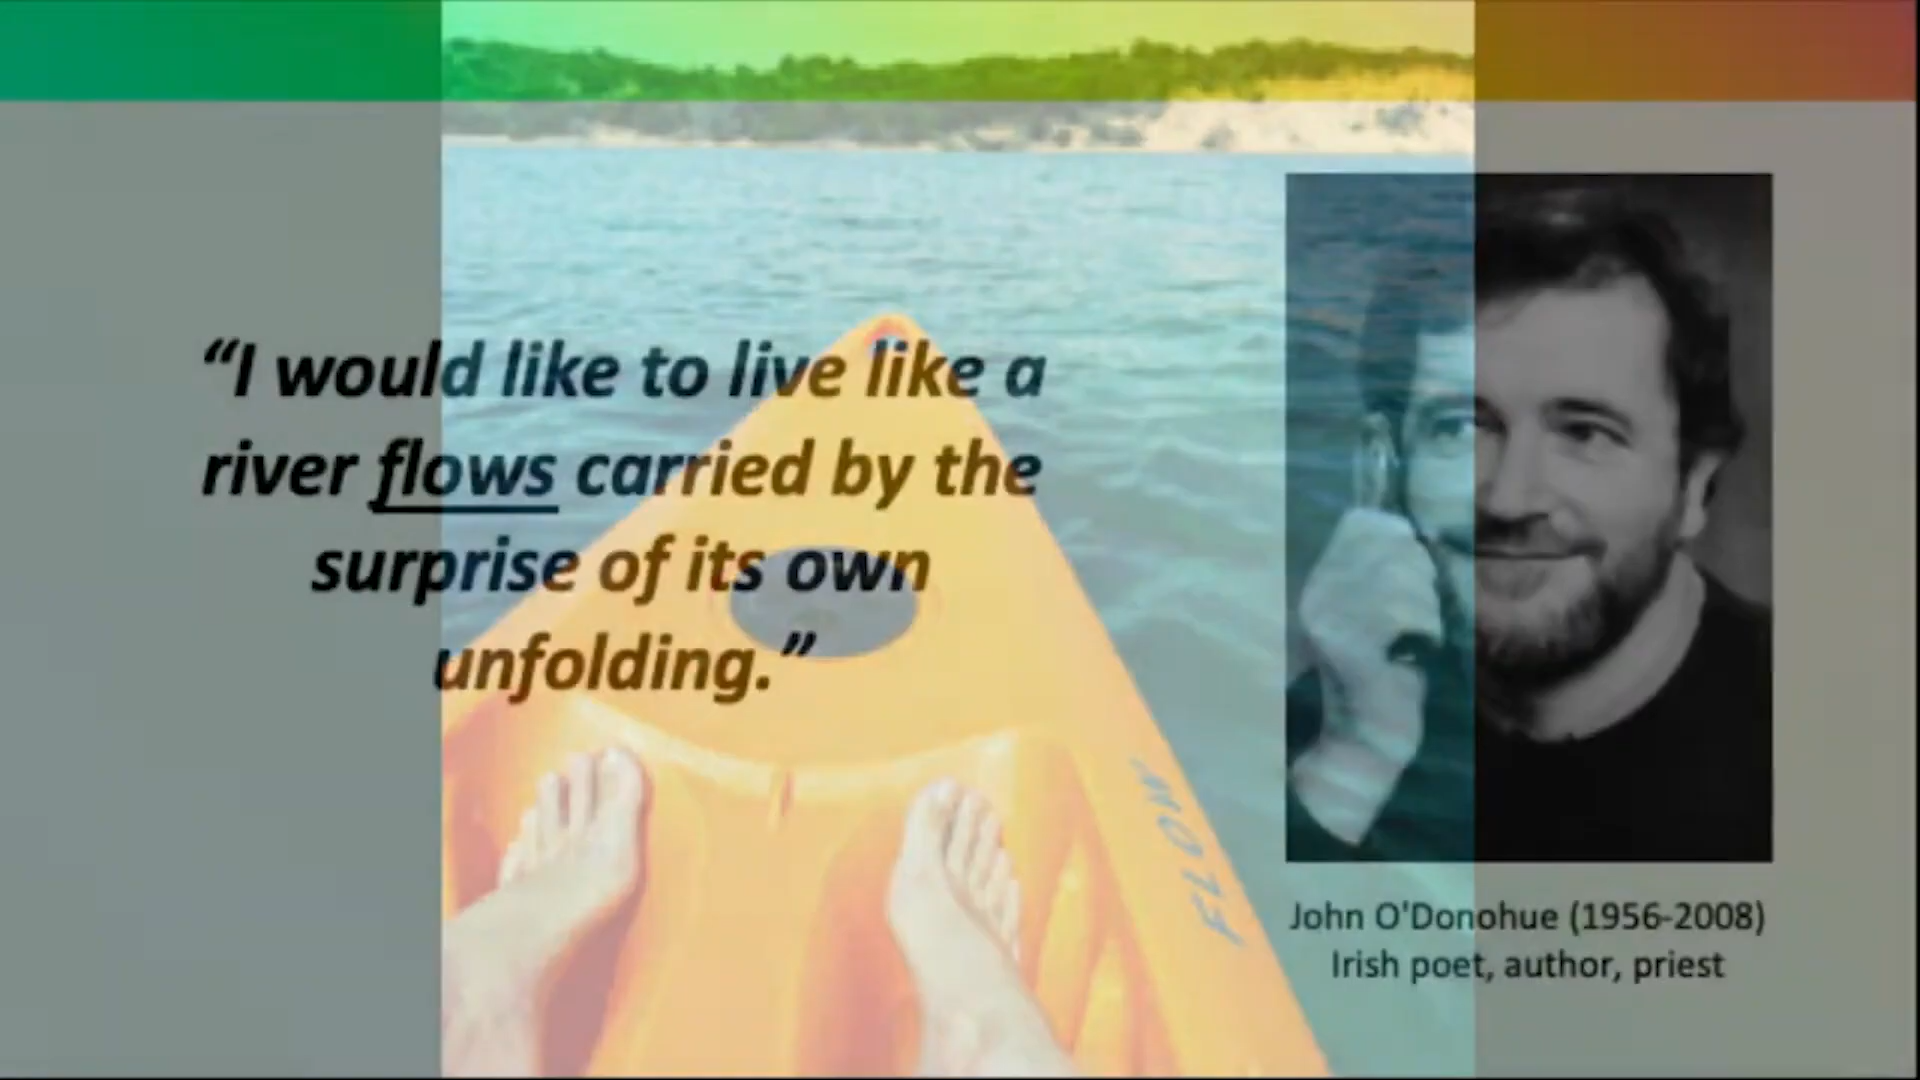 “I would like to live like a
river flows carried by the
surprise of its own
unfolding.”
FLOW
John O'Donohue (1956-2008)
Irish poet, author, priest